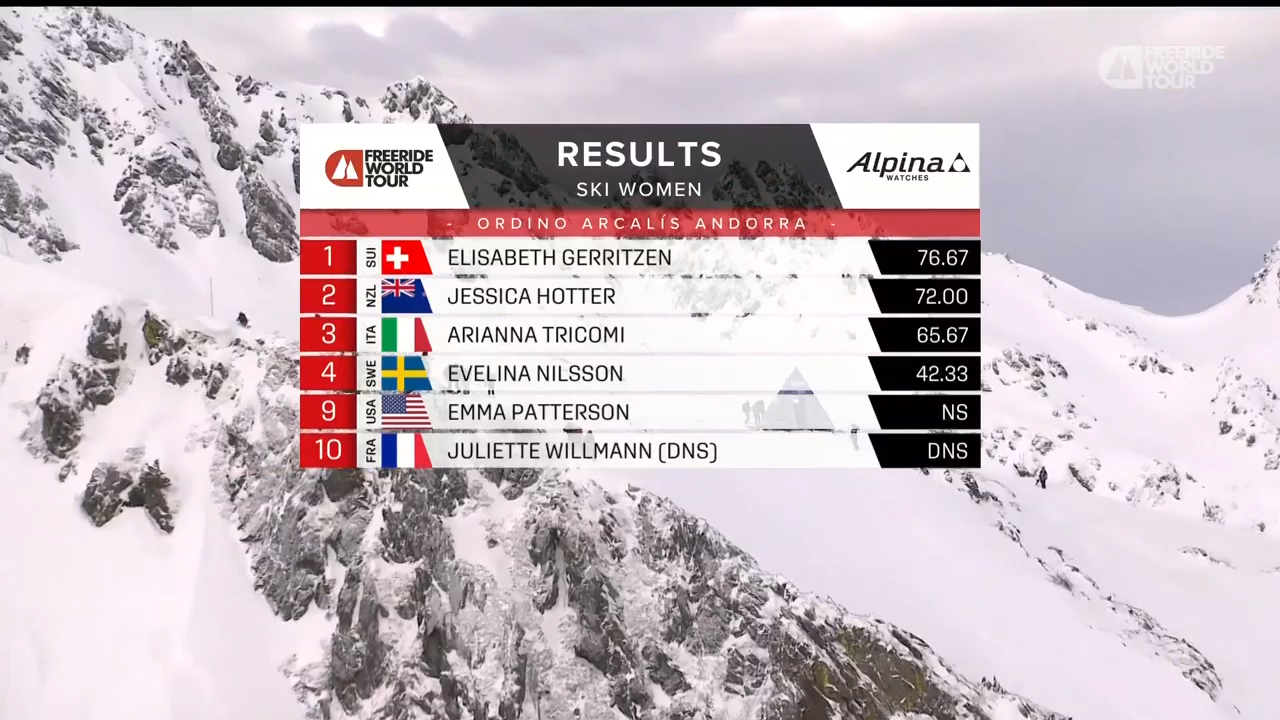 FREERIDE
WORLD
TOUR
FREERIDE
WORLD
TOUR
RESULTS
SKI WOMEN
Alpina
WATCHES
- ORDINO ARCALÍS ANDORRA -
1 SUI ELISABETH GERRITZEN 76.67
2 NZL JESSICA HOTTER 72.00
3 ITA ARIANNA TRICOMI 65.67
4 SWE EVELINA NILSSON 42.33
9 USA EMMA PATTERSON NS
10 FRA JULIETTE WILLMANN (DNS) DNS